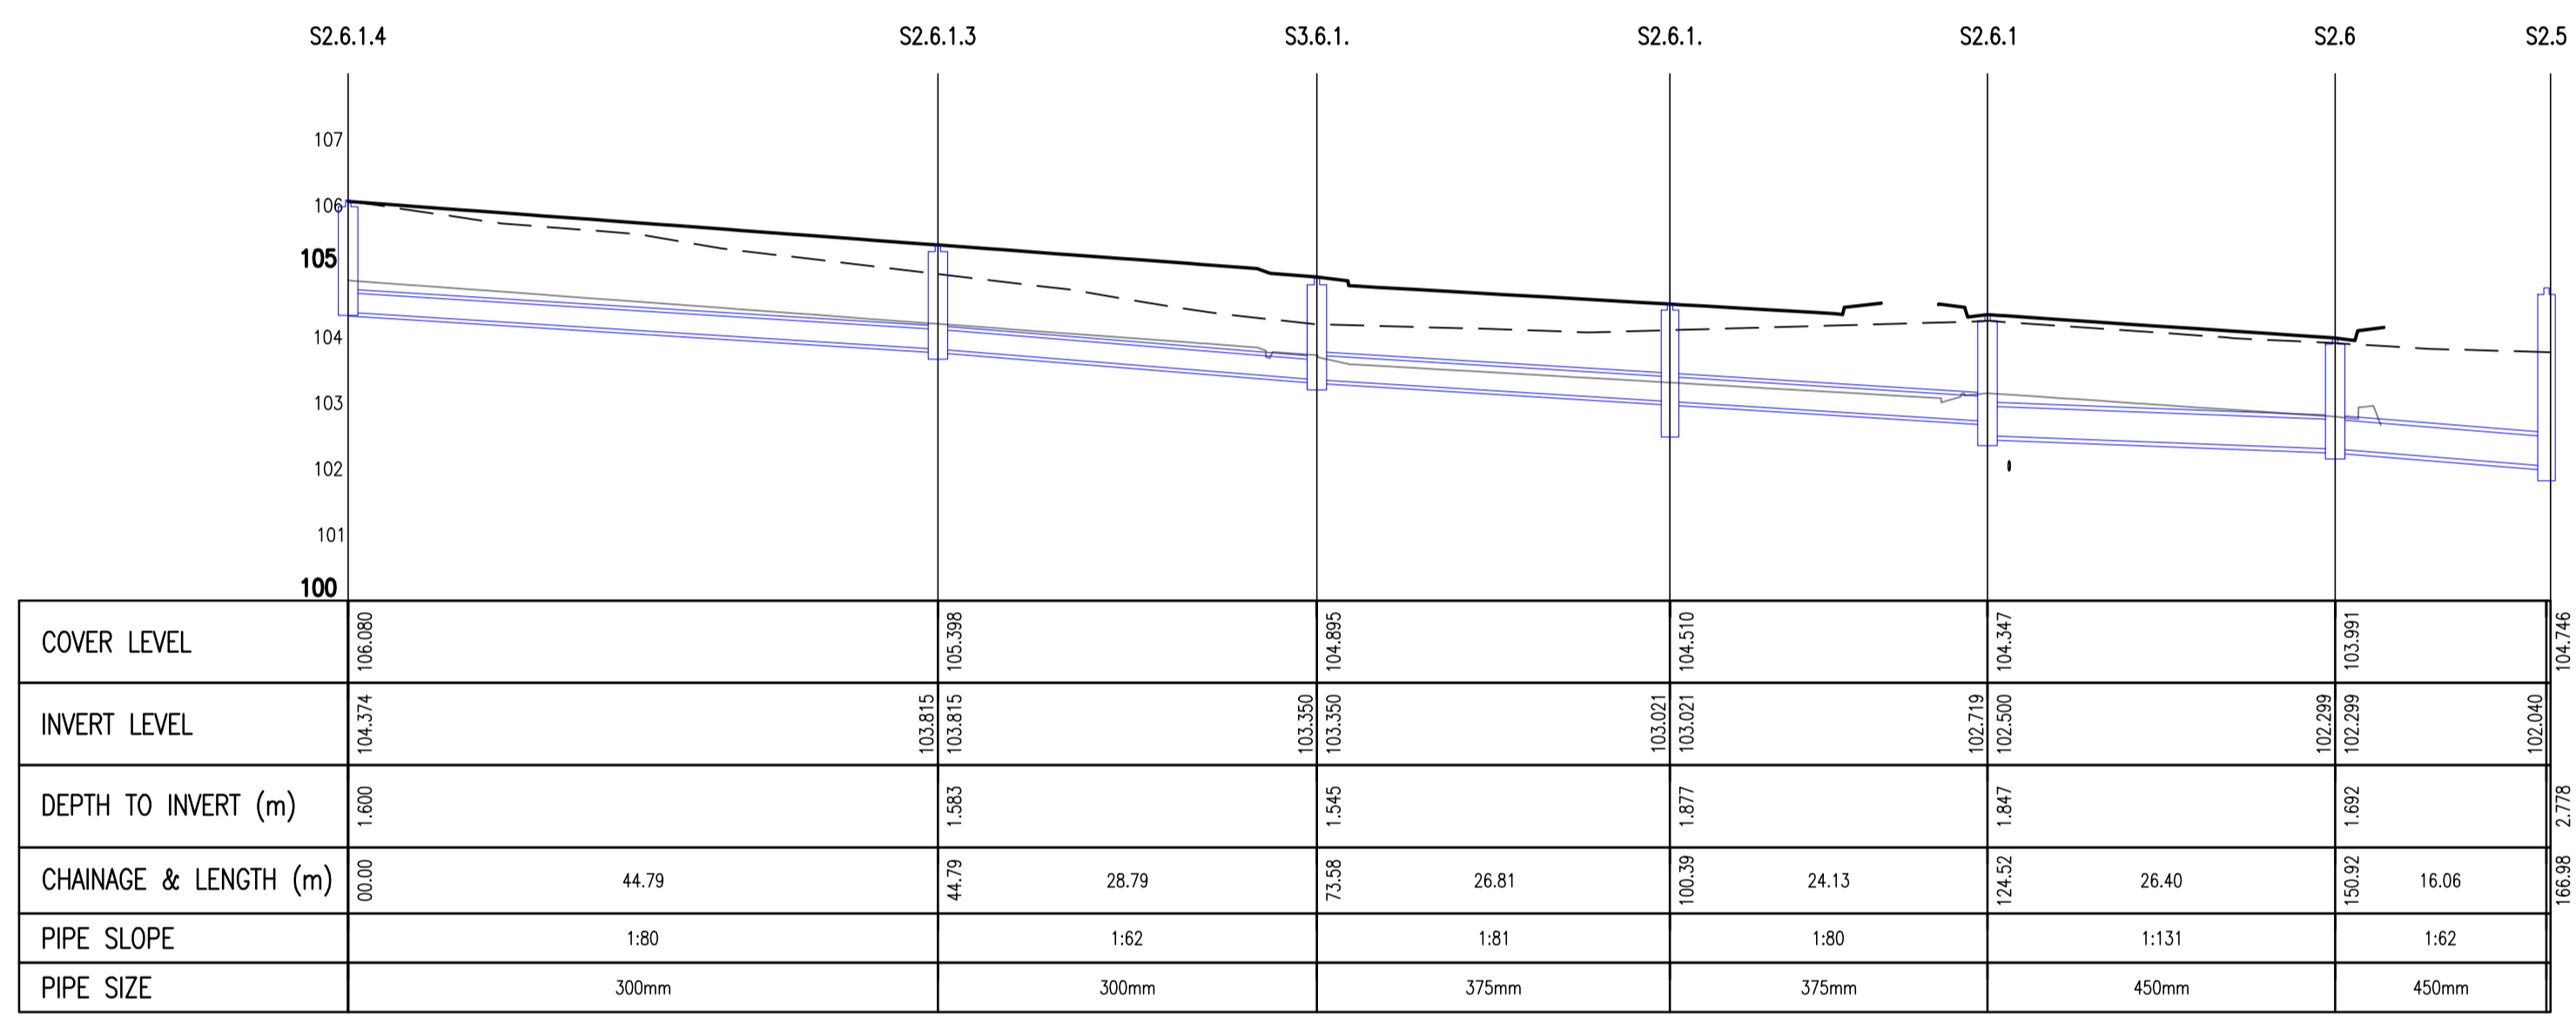 S2.6.1.4 S2.6.1.3 S3.6.1. S2.6.1. S2.6.1 S2.6 S2.5
107
106
105
104
103
102
101
100
COVER LEVEL 106.080 105.398 104.895 104.510 104.347 103.991 104.746
INVERT LEVEL 104.374 103.815 103.815 103.350 103.350 103.021 103.021 102.719 102.500 102.299 102.299 102.040
DEPTH TO INVERT (m) 1.600 1.583 1.545 1.877 1.847 1.692 2.778
CHAINAGE & LENGTH (m) 00.00 44.79 44.79 28.79 73.58 26.81 100.39 24.13 124.52 26.40 150.92 16.06 166.98
PIPE SLOPE 1:80 1:62 1:81 1:80 1:131 1:62
PIPE SIZE 300mm 300mm 375mm 375mm 450mm 450mm